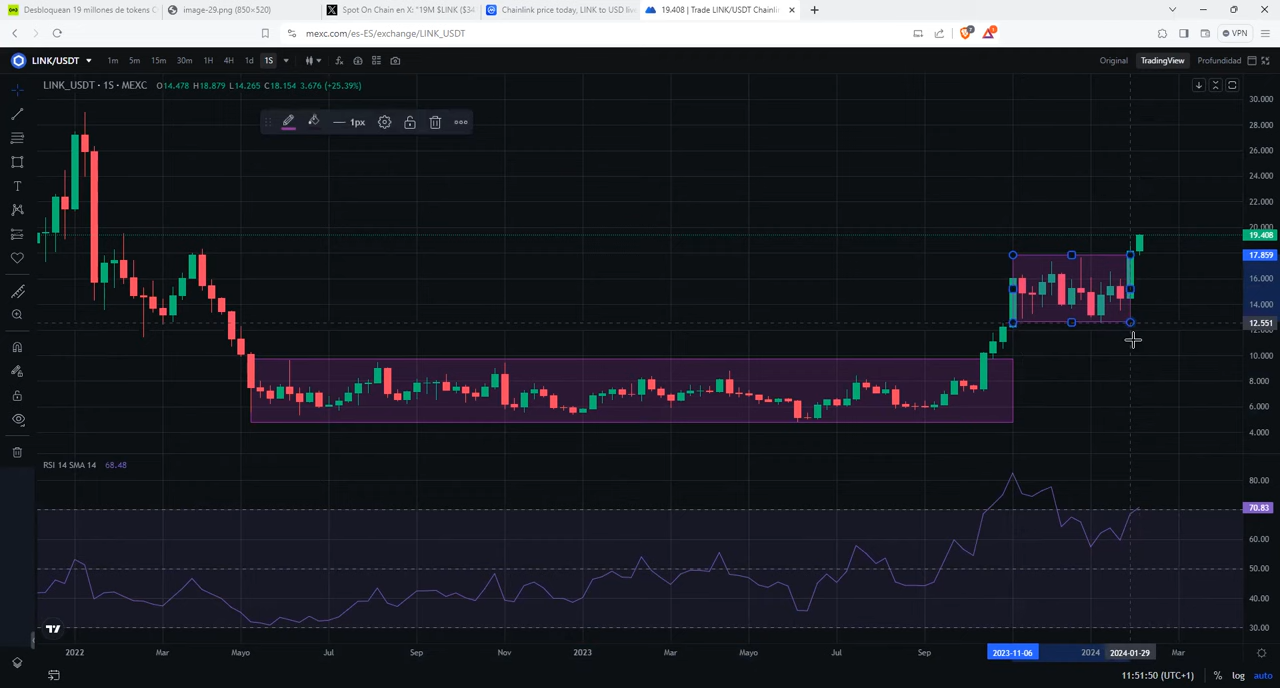 Desbloquean 19 millones de tokens C
image-29.png (850×520)
Spot On Chain en X: "19M $LINK ($34
Chainlink price today, LINK to USD live
19.408 | Trade LINK/USDT Chainli
mexc.com/es-ES/exchange/LINK_USDT
VPN
LINK/USDT
1m 5m 15m 30m 1H 4H 1d 1S
Original TradingView Profundidad
LINK_USDT · 1S · MEXC O14.478 H18.879 L14.265 C18.154 3.676 (+25.39%)
1px
30.000
28.000
26.000
24.000
22.000
20.000
19.408
17.859
16.000
14.000
12.551
12.000
10.000
8.000
6.000
4.000
RSI 14 SMA 14 68.48
80.00
70.83
60.00
50.00
40.00
30.00
2022 Mar Mayo Jul Sep Nov 2023 Mar Mayo Jul Sep 2023-11-06 2024 2024-01-29 Mar
11:51:50 (UTC+1) % log auto